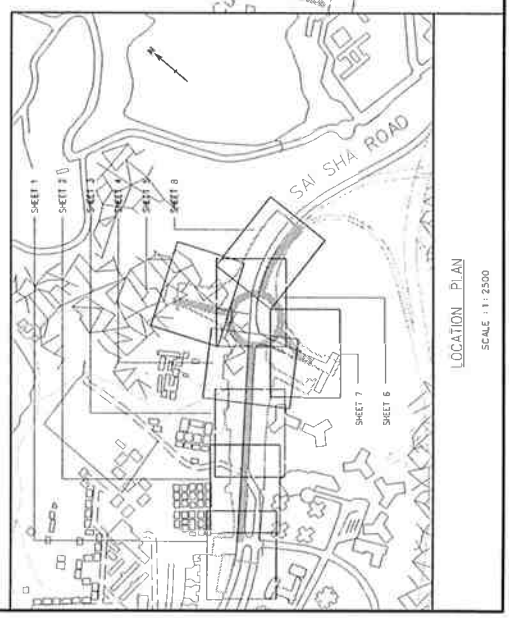 SHEET 1
SHEET 2
SHEET 3
SHEET 4
SHEET 5
SHEET 8
N
SAI SHA ROAD
SHEET 7
SHEET 6
LOCATION PLAN
SCALE : 1 : 2500